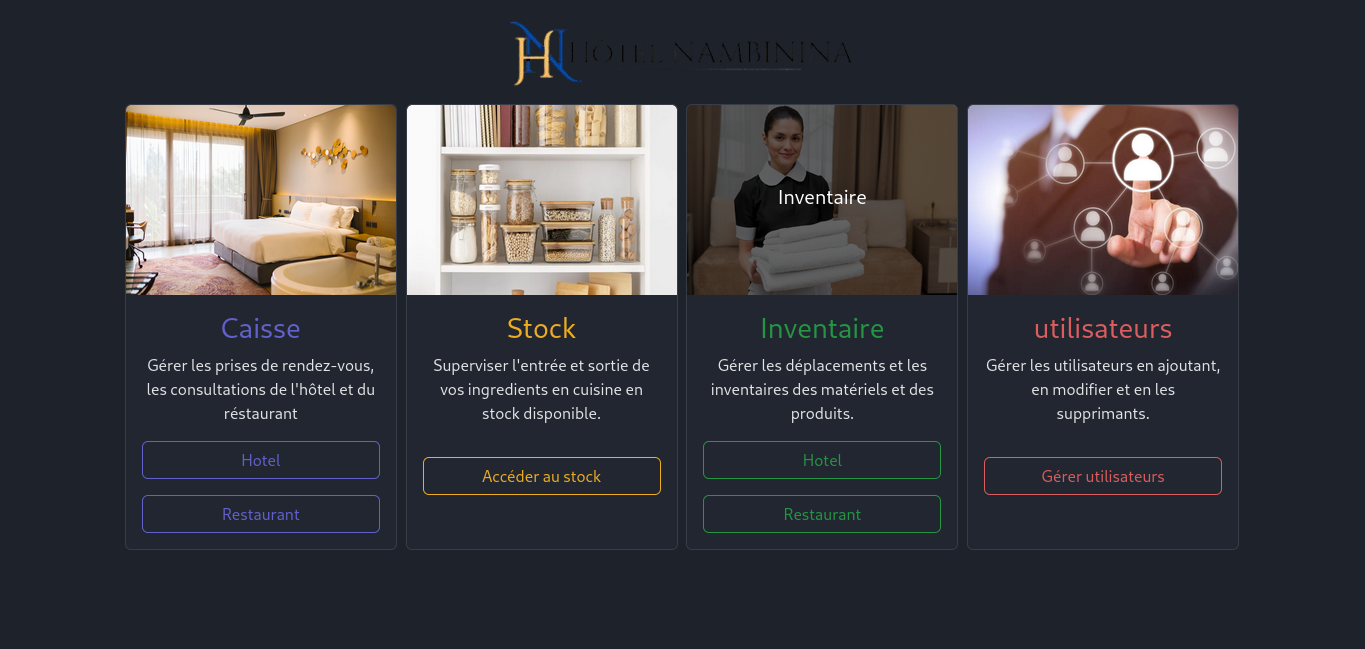 HOTEL NAMBININA
Inventaire
Caisse
Gérer les prises de rendez-vous,
les consultations de l'hôtel et du
réstaurant
Hotel
Restaurant
Stock
Superviser l'entrée et sortie de
vos ingredients en cuisine en
stock disponible.
Accéder au stock
Inventaire
Gérer les déplacements et les
inventaires des matériels et des
produits.
Hotel
Restaurant
utilisateurs
Gérer les utilisateurs en ajoutant,
en modifier et en les
supprimants.
Gérer utilisateurs